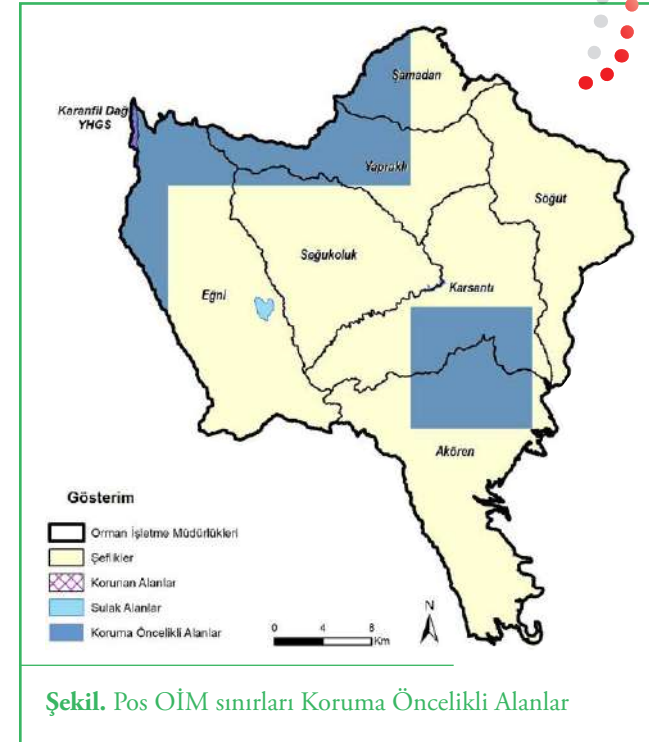 Şamadan
Karanfil Dağ
YHGS
Yapraklı
Söğüt
Soğukoluk
Eğni
Karsantı
Akören
Gösterim
Orman İşletme Müdürlükleri
Şeflikler
Korunan Alanlar
Sulak Alanlar
Koruma Öncelikli Alanlar
0 4 8
Km
N
Şekil. Pos OİM sınırları Koruma Öncelikli Alanlar